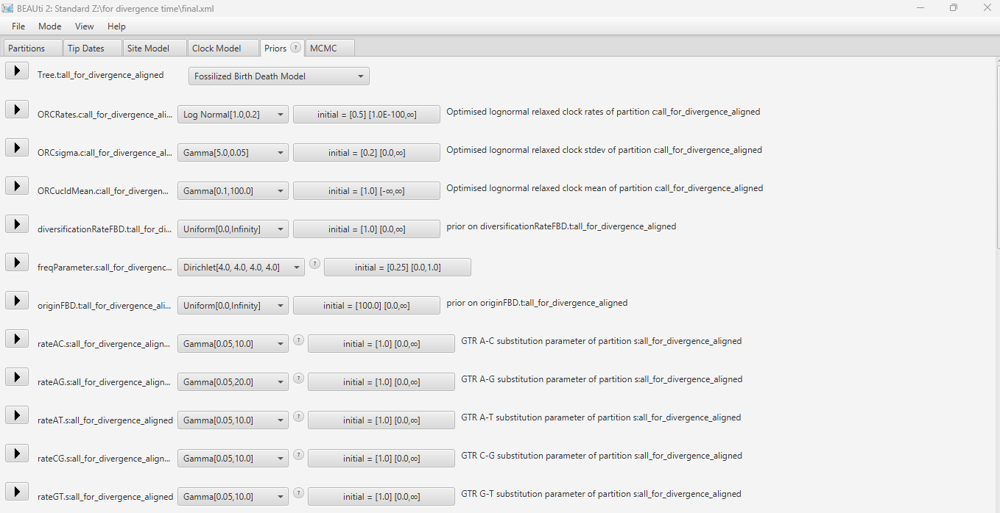 BEAUti 2: Standard Z:\for divergence time\final.xml
File Mode View Help
Partitions Tip Dates Site Model Clock Model Priors ? MCMC
Tree.t:all_for_divergence_aligned Fossilized Birth Death Model
ORCRates.c:all_for_divergence_ali... Log Normal[1.0,0.2] initial = [0.5] [1.0E-100,∞] Optimised lognormal relaxed clock rates of partition c:all_for_divergence_aligned
ORCsigma.c:all_for_divergence_al... Gamma[5.0,0.05] initial = [0.2] [0.0,∞] Optimised lognormal relaxed clock stdev of partition c:all_for_divergence_aligned
ORCucldMean.c:all_for_divergen... Gamma[0.1,100.0] initial = [1.0] [-∞,∞] Optimised lognormal relaxed clock mean of partition c:all_for_divergence_aligned
diversificationRateFBD.t:all_for_di... Uniform[0.0,Infinity] initial = [1.0] [0.0,∞] prior on diversificationRateFBD.t:all_for_divergence_aligned
freqParameter.s:all_for_divergenc... Dirichlet[4.0, 4.0, 4.0, 4.0] ? initial = [0.25] [0.0,1.0]
originFBD.t:all_for_divergence_ali... Uniform[0.0,Infinity] initial = [100.0] [0.0,∞] prior on originFBD.t:all_for_divergence_aligned
rateAC.s:all_for_divergence_align... Gamma[0.05,10.0] ? initial = [1.0] [0.0,∞] GTR A-C substitution parameter of partition s:all_for_divergence_aligned
rateAG.s:all_for_divergence_align... Gamma[0.05,20.0] ? initial = [1.0] [0.0,∞] GTR A-G substitution parameter of partition s:all_for_divergence_aligned
rateAT.s:all_for_divergence_aligned Gamma[0.05,10.0] ? initial = [1.0] [0.0,∞] GTR A-T substitution parameter of partition s:all_for_divergence_aligned
rateCG.s:all_for_divergence_align... Gamma[0.05,10.0] ? initial = [1.0] [0.0,∞] GTR C-G substitution parameter of partition s:all_for_divergence_aligned
rateGT.s:all_for_divergence_aligned Gamma[0.05,10.0] ? initial = [1.0] [0.0,∞] GTR G-T substitution parameter of partition s:all_for_divergence_aligned